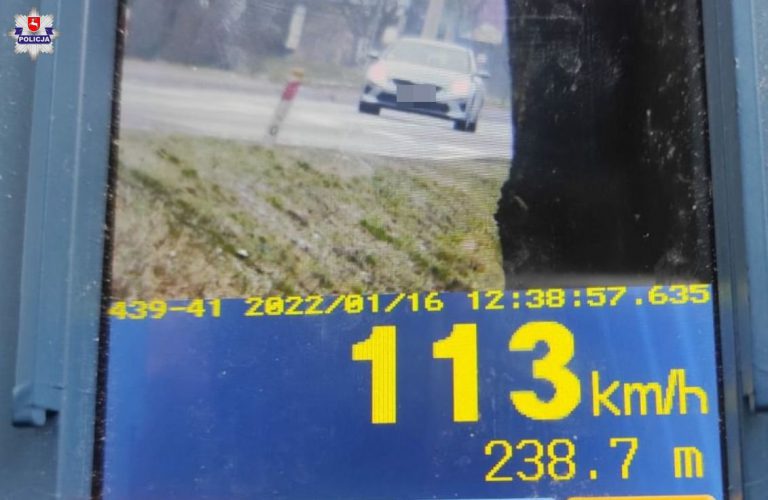 POLICJA
439-41 2022/01/16 12:38:57.635
113 km/h
238.7 m